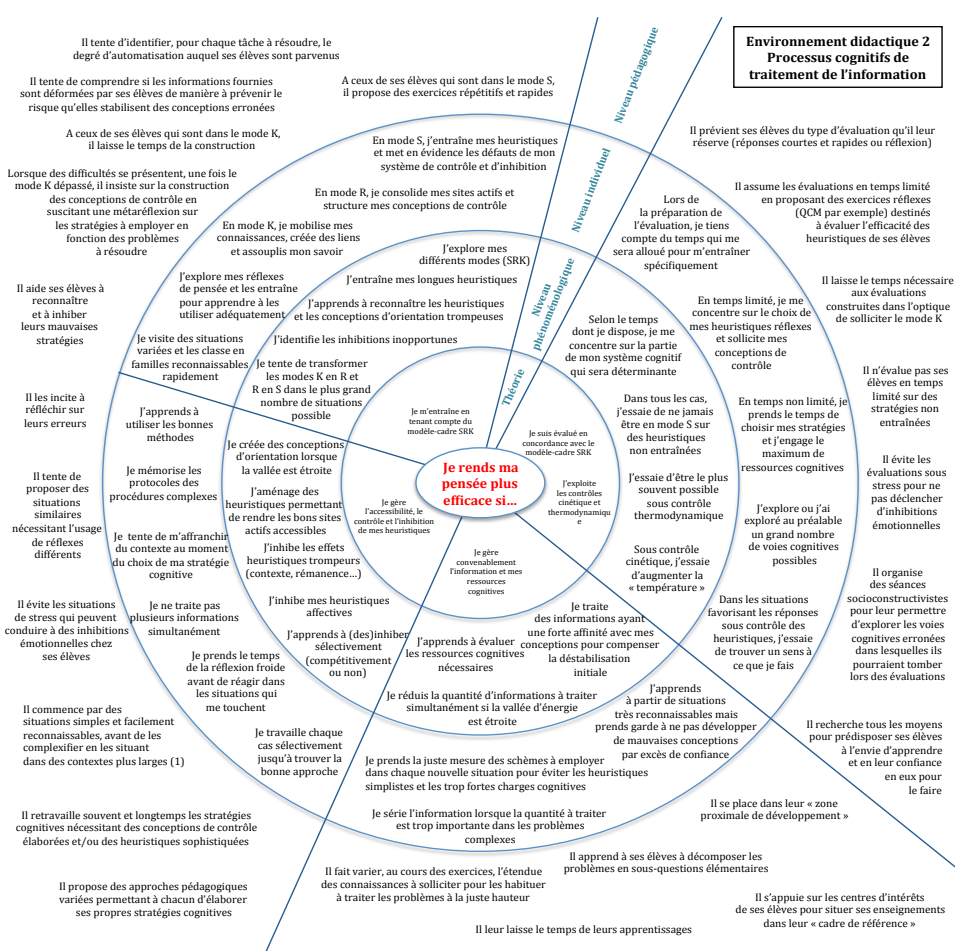 Environnement didactique 2
Processus cognitifs de
traitement de l'information
Niveau pédagogique
Niveau individuel
Niveau
phénoménologique
Théorie
Je rends ma
pensée plus
efficace si…
Je m'entraîne en
tenant compte du
modèle-cadre SRK
Je suis évalué en
concordance avec le
modèle-cadre SRK
J'exploite
les contrôles
cinétique et
thermodynamiqu
e
Je gère
convenablement
l'information et mes
ressources
cognitives
Je gère
l'accessibilité, le
contrôle et l'inhibition
de mes heuristiques
J'explore mes
différents modes (SRK)
J'entraîne mes longues heuristiques
J'apprends à reconnaître les heuristiques
et les conceptions d'orientation trompeuses
J'identifie les inhibitions inopportunes
Je tente de transformer
les modes K en R et
R en S dans le plus grand
nombre de situations
possible
Selon le temps
dont je dispose, je me
concentre sur la partie
de mon système cognitif
qui sera déterminante
Dans tous les cas,
j'essaie de ne jamais
être en mode S sur
des heuristiques
non entraînées
J'essaie d'être le plus
souvent possible
sous contrôle
thermodynamique
Sous contrôle
cinétique, j'essaie
d'augmenter la
« température »
Je traite
des informations ayant
une forte affinité avec mes
conceptions pour compenser
la déstabilisation
initiale
J'apprends à évaluer
les ressources cognitives
nécessaires
Je réduis la quantité d'informations à traiter
simultanément si la vallée d'énergie
est étroite
Je créée des conceptions
d'orientation lorsque
la vallée est étroite
J'aménage des
heuristiques permettant
de rendre les bons sites
actifs accessibles
J'inhibe les effets
heuristiques trompeurs
(contexte, rémanence…)
J'inhibe mes heuristiques
affectives
J'apprends à (des)inhiber
sélectivement
(compétitivement
ou non)
En mode S, j'entraîne mes heuristiques
et met en évidence les défauts de mon
système de contrôle et d'inhibition
En mode R, je consolide mes sites actifs et
structure mes conceptions de contrôle
En mode K, je mobilise mes
connaissances, créée des liens
et assouplis mon savoir
J'explore mes réflexes
de pensée et les entraîne
pour apprendre à les
utiliser adéquatement
Je visite des situations
variées et les classe en
familles reconnaissables
rapidement
Lors de
la préparation de
l'évaluation, je tiens
compte du temps qui me
sera alloué pour m'entraîner
spécifiquement
En temps limité, je me
concentre sur le choix de
mes heuristiques réflexes
et sollicite mes
conceptions de
contrôle
En temps non limité, je
prends le temps de
choisir mes stratégies
et j'engage le
maximum de
ressources cognitives
J'explore ou j'ai
exploré au préalable
un grand nombre
de voies cognitives
possibles
Dans les situations
favorisant les réponses
sous contrôle des
heuristiques, j'essaie
de trouver un sens à
ce que je fais
J'apprends
à partir de situations
très reconnaissables mais
prends garde à ne pas développer
de mauvaises conceptions
par excès de confiance
Je prends la juste mesure des schèmes à employer
dans chaque nouvelle situation pour éviter les heuristiques
simplistes et les trop fortes charges cognitives
Je série l'information lorsque la quantité à traiter
est trop importante dans les problèmes
complexes
J'apprends à
utiliser les bonnes
méthodes
Je mémorise les
protocoles des
procédures complexes
Je tente de m'affranchir
du contexte au moment
du choix de ma stratégie
cognitive
Je ne traite pas
plusieurs informations
simultanément
Je prends le temps
de la réflexion froide
avant de réagir dans
les situations qui
me touchent
Je travaille chaque
cas sélectivement
jusqu'à trouver la
bonne approche
Il tente d'identifier, pour chaque tâche à résoudre, le
degré d'automatisation auquel ses élèves sont parvenus
Il tente de comprendre si les informations fournies
sont déformées par ses élèves de manière à prévenir le
risque qu'elles stabilisent des conceptions erronées
A ceux de ses élèves qui sont dans le mode S,
il propose des exercices répétitifs et rapides
A ceux de ses élèves qui sont dans le mode K,
il laisse le temps de la construction
Lorsque des difficultés se présentent, une fois le
mode K dépassé, il insiste sur la construction
des conceptions de contrôle en
suscitant une métaréflexion sur
les stratégies à employer en
fonction des problèmes
à résoudre
Il aide ses élèves à
reconnaître
et à inhiber
leurs mauvaises
stratégies
Il les incite à
réfléchir sur
leurs erreurs
Il tente de
proposer des
situations
similaires
nécessitant l'usage
de réflexes
différents
Il évite les situations
de stress qui peuvent
conduire à des inhibitions
émotionnelles chez
ses élèves
Il commence par des
situations simples et facilement
reconnaissables, avant de les
complexifier en les situant
dans des contextes plus larges (1)
Il retravaille souvent et longtemps les stratégies
cognitives nécessitant des conceptions de contrôle
élaborées et/ou des heuristiques sophistiquées
Il propose des approches pédagogiques
variées permettant à chacun d'élaborer
ses propres stratégies cognitives
Il prévient ses élèves du type d'évaluation qu'il leur
réserve (réponses courtes et rapides ou réflexion)
Il assume les évaluations en temps limité
en proposant des exercices réflexes
(QCM par exemple) destinés
à évaluer l'efficacité des
heuristiques de ses élèves
Il laisse le temps nécessaire
aux évaluations
construites dans l'optique
de solliciter le mode K
Il n'évalue pas ses
élèves en temps
limité sur des
stratégies non
entraînées
Il évite les
évaluations sous
stress pour ne pas
déclencher
d'inhibitions
émotionnelles
Il organise
des séances
socioconstructivistes
pour leur permettre
d'explorer les voies
cognitives erronées
dans lesquelles ils
pourraient tomber
lors des évaluations
Il recherche tous les moyens
pour prédisposer ses élèves
à l'envie d'apprendre
et en leur confiance
en eux pour
le faire
Il se place dans leur « zone
proximale de développement »
Il apprend à ses élèves à décomposer les
problèmes en sous-questions élémentaires
Il fait varier, au cours des exercices, l'étendue
des connaissances à solliciter pour les habituer
à traiter les problèmes à la juste hauteur
Il s'appuie sur les centres d'intérêts
de ses élèves pour situer ses enseignements
dans leur « cadre de référence »
Il leur laisse le temps de leurs apprentissages